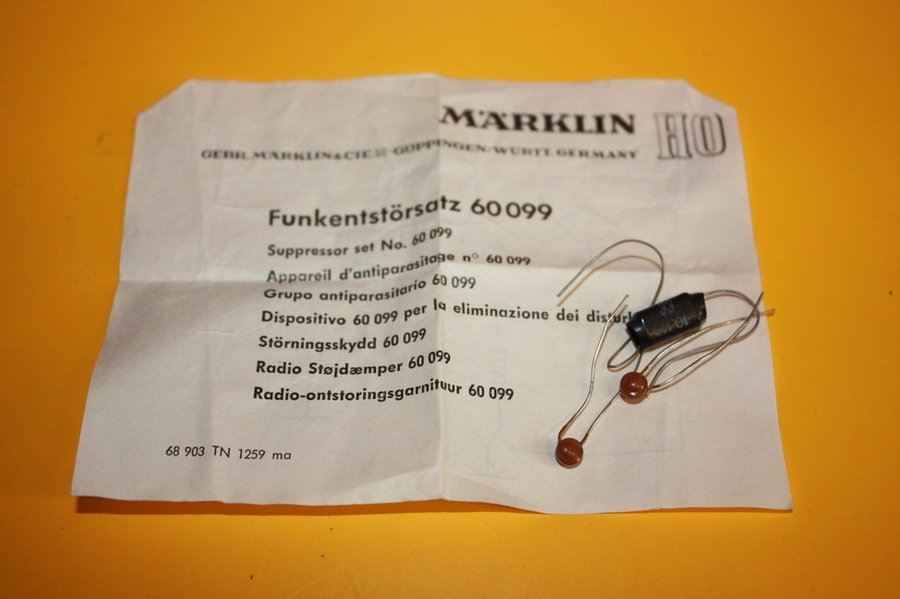 MÄRKLIN HO
GEBR. MÄRKLIN & CIE. GÖPPINGEN/WÜRTT. GERMANY
Funkentstörsatz 60 099
Suppressor set No. 60 099
Appareil d'antiparasitage n° 60 099
Grupo antiparasitario 60 099
Dispositivo 60 099 per la eliminazione dei
Störningsskydd 60 099
Radio Støjdæmper 60 099
Radio-ontstoringsgarnituur 60 099
68 903 TN 1259 ma